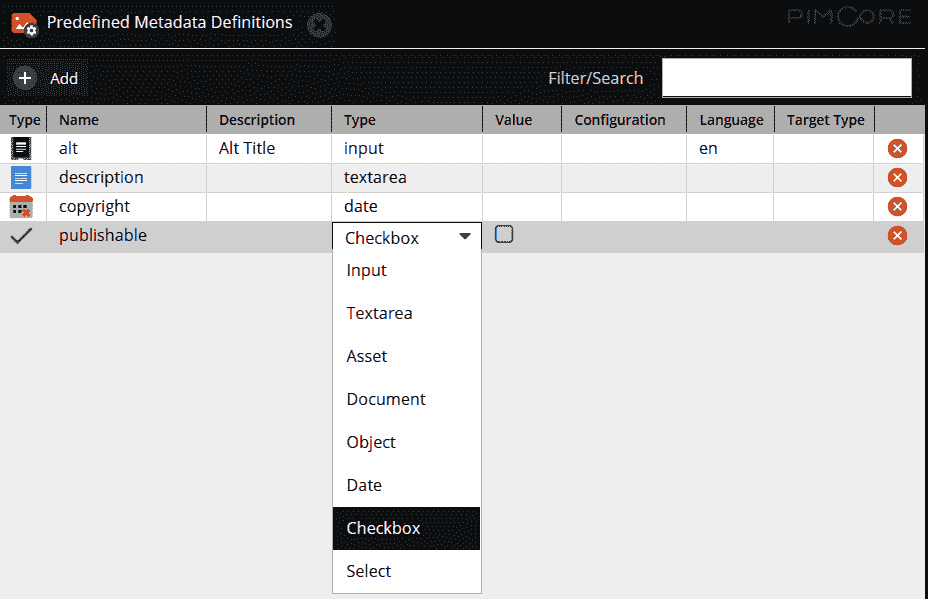 Predefined Metadata Definitions
PIMCORE
Add
Filter/Search
Type Name Description Type Value Configuration Language Target Type
alt Alt Title input en
description textarea
copyright date
publishable Checkbox
Input
Textarea
Asset
Document
Object
Date
Checkbox
Select